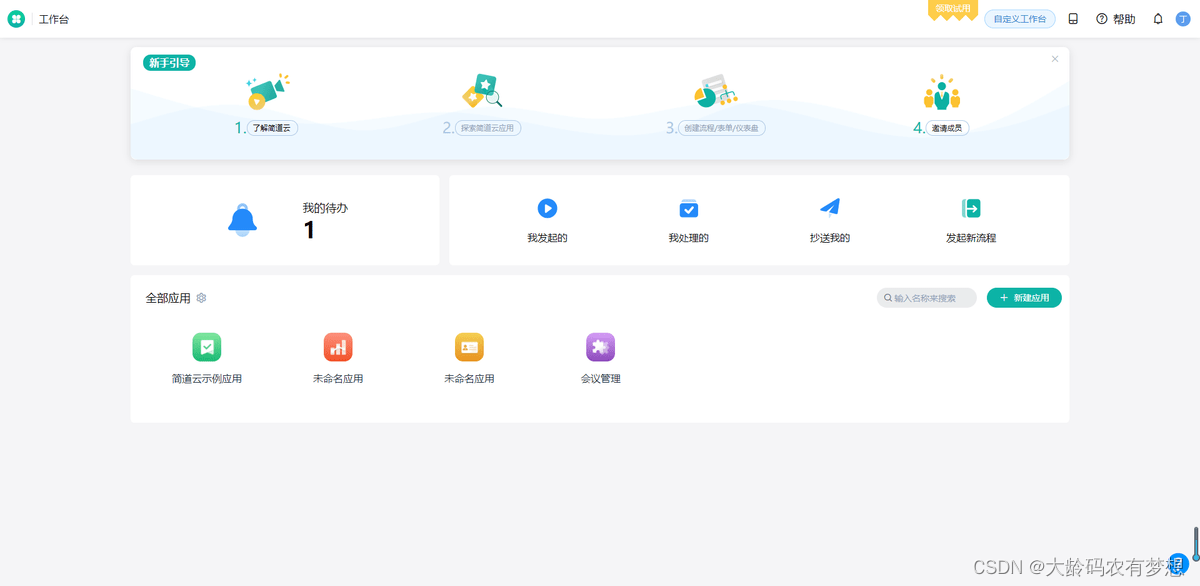 工作台
领取试用
自定义工作台
帮助
丁
新手引导
1. 了解简道云
2. 探索简道云应用
3. 创建流程/表单/仪表盘
4. 邀请成员
我的待办
1
我发起的
我处理的
抄送我的
发起新流程
全部应用
输入名称来搜索
+ 新建应用
简道云示例应用
未命名应用
未命名应用
会议管理
CSDN @大龄码农有梦想